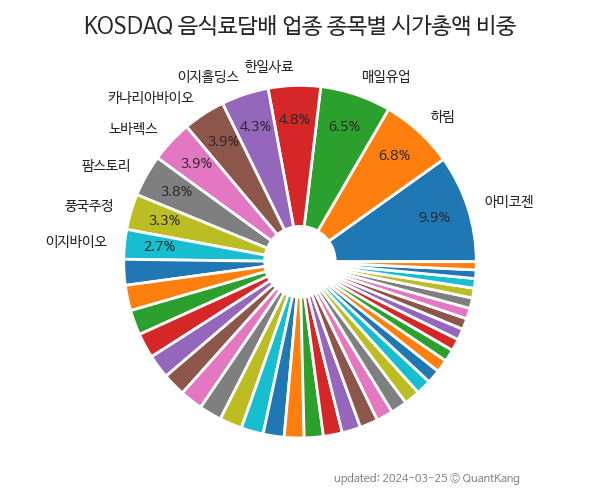 KOSDAQ 음식료담배 업종 종목별 시가총액 비중
한일사료
이지홀딩스
매일유업
카나리아바이오
하림
노바렉스
팜스토리
아미코젠
풍국주정
이지바이오
4.8%
4.3%
6.5%
3.9%
6.8%
3.9%
3.8%
9.9%
3.3%
2.7%
updated: 2024-03-25 © QuantKang